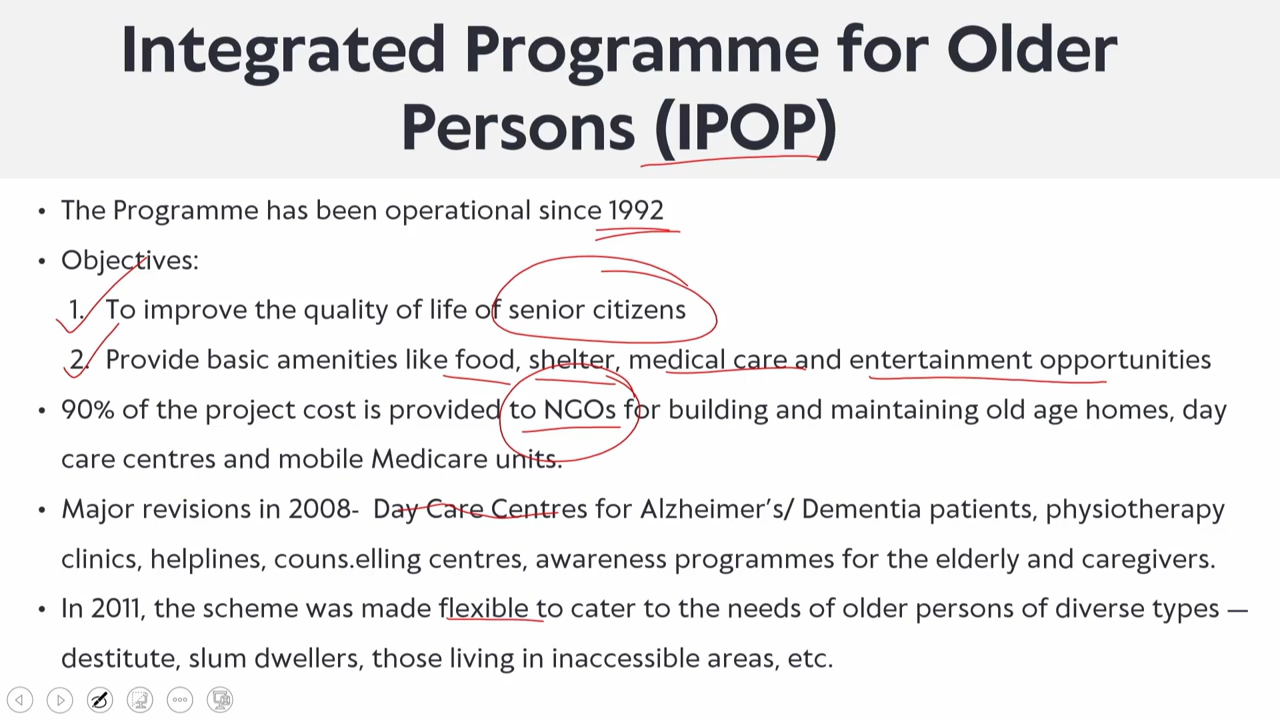 Integrated Programme for Older
Persons (IPOP)
• The Programme has been operational since 1992
• Objectives:
1. To improve the quality of life of senior citizens
2. Provide basic amenities like food, shelter, medical care and entertainment opportunities
• 90% of the project cost is provided to NGOs for building and maintaining old age homes, day
care centres and mobile Medicare units.
• Major revisions in 2008- Day Care Centres for Alzheimer’s/ Dementia patients, physiotherapy
clinics, helplines, couns.elling centres, awareness programmes for the elderly and caregivers.
• In 2011, the scheme was made flexible to cater to the needs of older persons of diverse types —
destitute, slum dwellers, those living in inaccessible areas, etc.